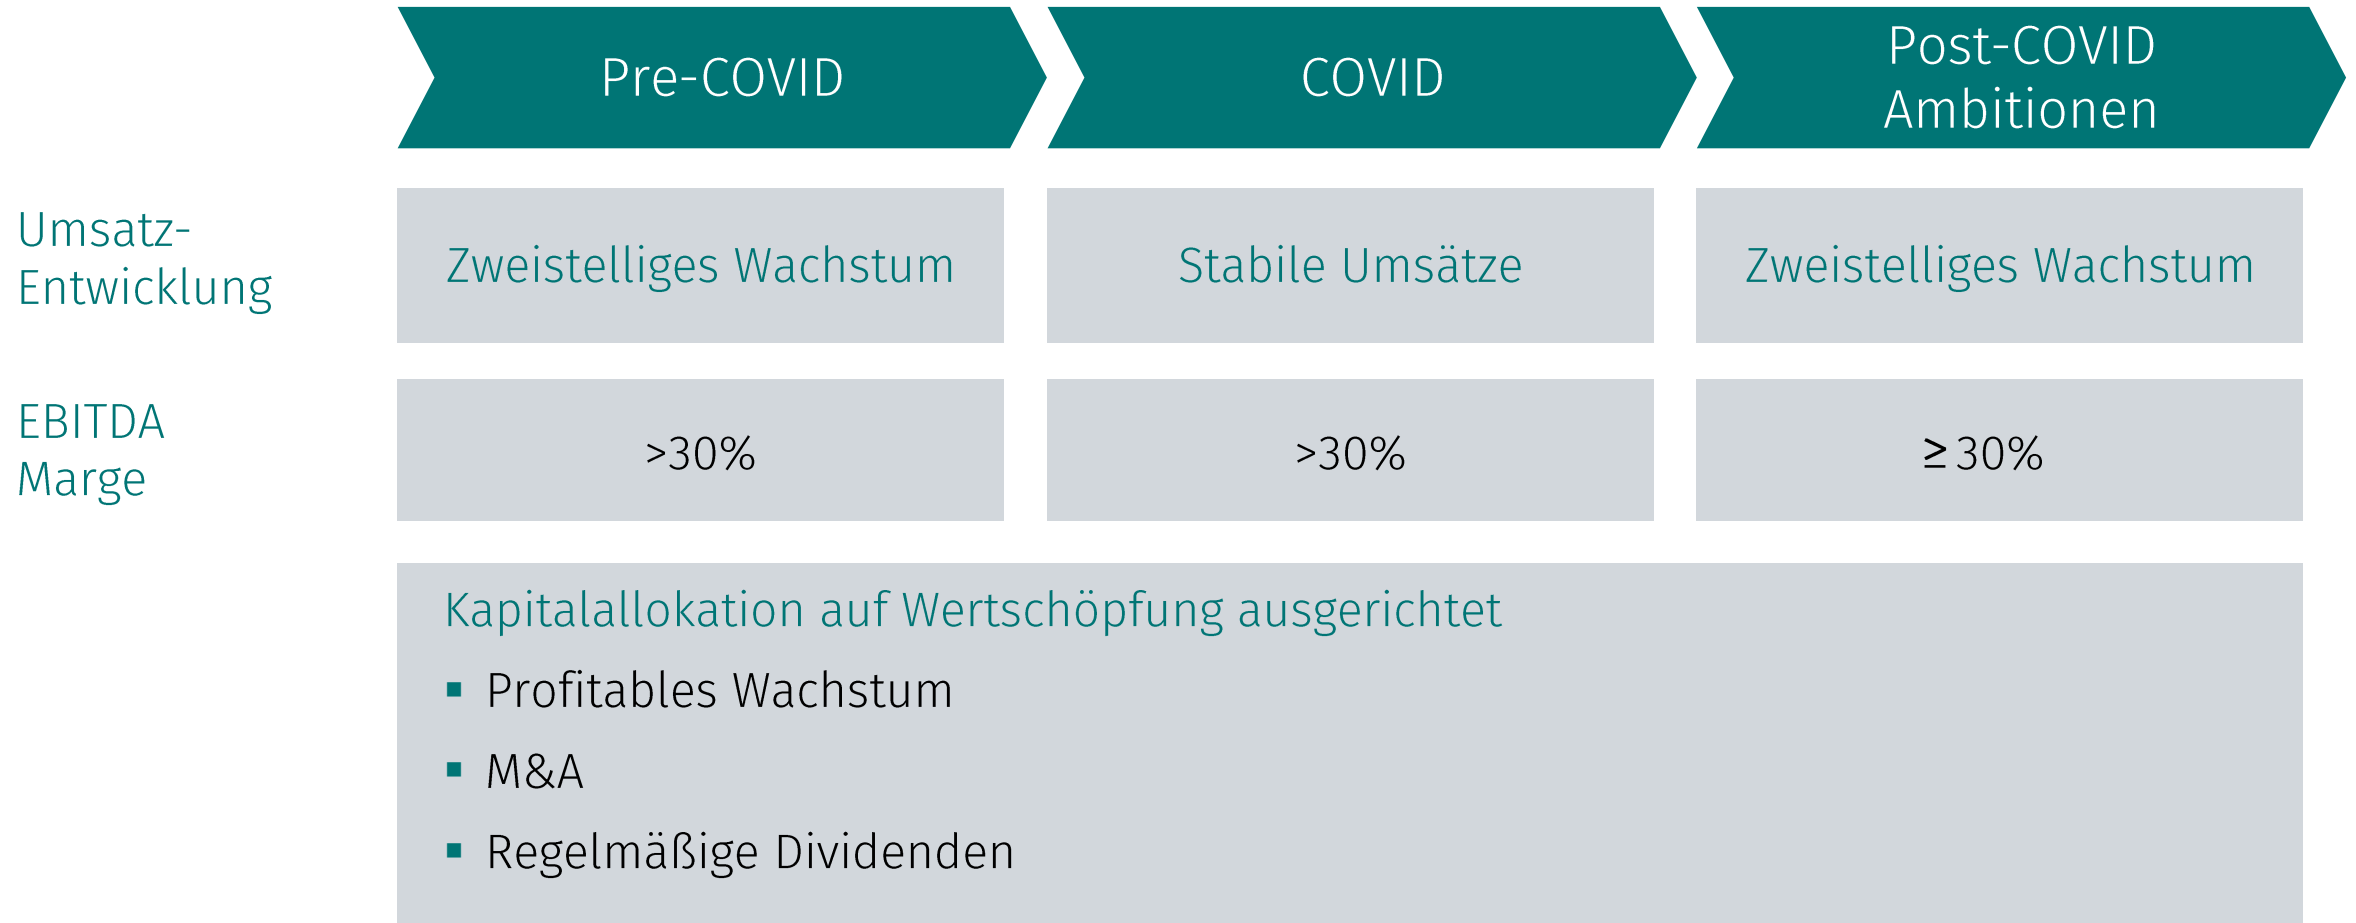 Pre-COVID
COVID
Post-COVID
Ambitionen
Umsatz-
Entwicklung
Zweistelliges Wachstum
Stabile Umsätze
Zweistelliges Wachstum
EBITDA
Marge
>30%
>30%
≥ 30%
Kapitalallokation auf Wertschöpfung ausgerichtet
▪ Profitables Wachstum
▪ M&A
▪ Regelmäßige Dividenden